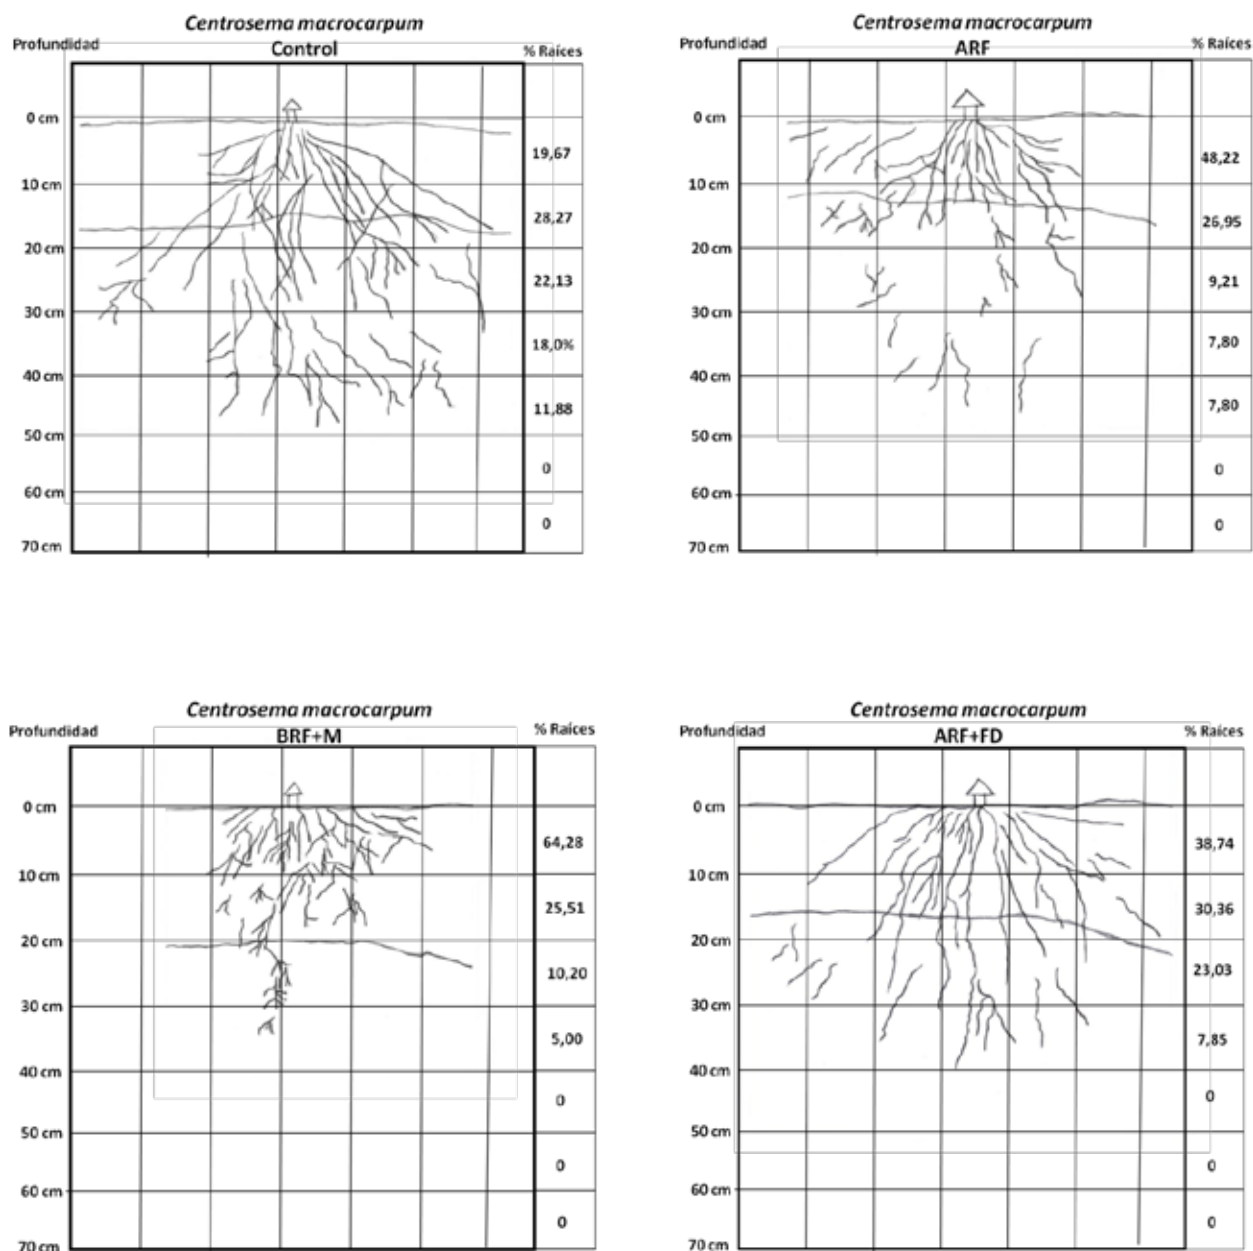 Centrosema macrocarpum
Profundidad Control % Raíces
0 cm
19,67
10 cm
28,27
20 cm
22,13
30 cm
18,0%
40 cm
11,88
50 cm
0
60 cm
0
70 cm
Centrosema macrocarpum
Profundidad ARF % Raíces
0 cm
48,22
10 cm
26,95
20 cm
9,21
30 cm
7,80
40 cm
7,80
50 cm
0
60 cm
0
70 cm
Centrosema macrocarpum
Profundidad BRF+M % Raíces
0 cm
64,28
10 cm
25,51
20 cm
10,20
30 cm
5,00
40 cm
0
50 cm
0
60 cm
0
70 cm
Centrosema macrocarpum
Profundidad ARF+FD % Raíces
0 cm
38,74
10 cm
30,36
20 cm
23,03
30 cm
7,85
40 cm
0
50 cm
0
60 cm
0
70 cm